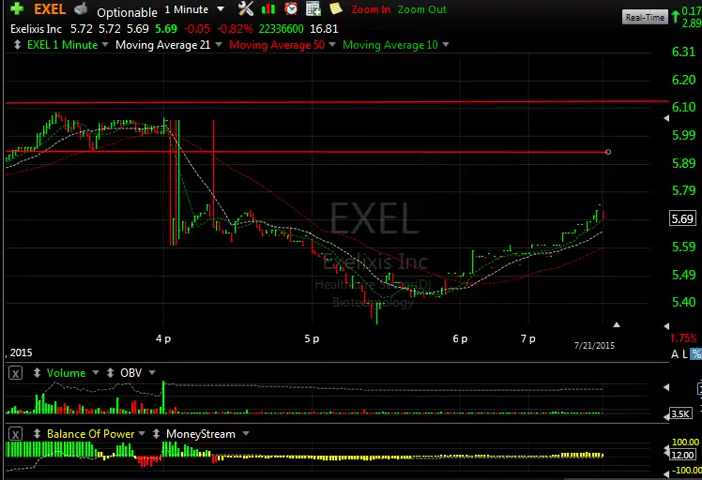 EXEL Optionable 1 Minute Zoom In Zoom Out Real-Time 0.17
2.89
Exelixis Inc 5.72 5.72 5.69 5.69 -0.05 -0.82% 22336600 16.81
EXEL 1 Minute Moving Average 21 Moving Average 50 Moving Average 10
6.31
6.20
6.10
5.99
5.89
5.79
5.69
5.59
5.49
5.40
EXEL
Exelixis Inc
Biotechnology
4 p 5 p 6 p 7 p
1.75%
, 2015 7/21/2015 A L %
X Volume OBV
3.5K
X Balance Of Power MoneyStream
100.00
12.00
-100.00